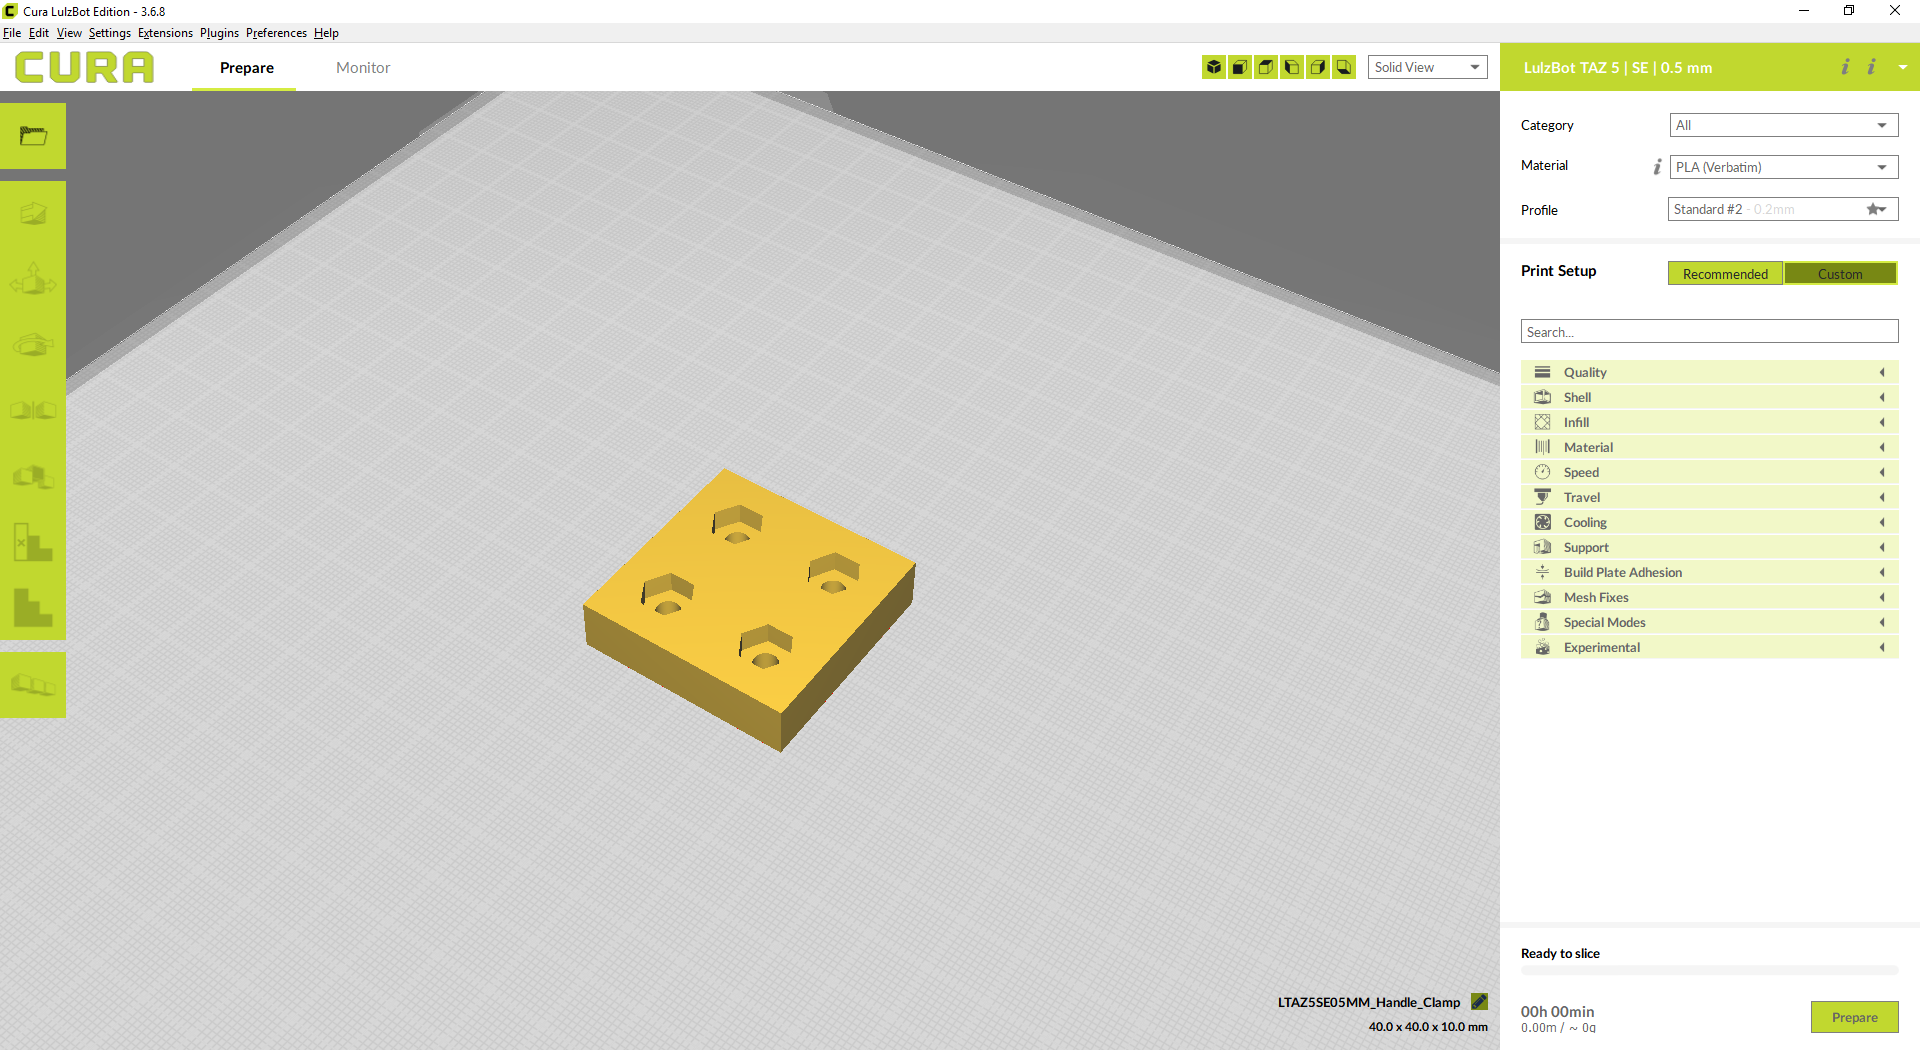 Cura LulzBot Edition - 3.6.8
File Edit View Settings Extensions Plugins Preferences Help
CURA Prepare Monitor Solid View LulzBot TAZ 5 | SE | 0.5 mm
Category All
Material PLA (Verbatim)
Profile Standard #2 - 0.2mm
Print Setup Recommended Custom
Search...
Quality
Shell
Infill
Material
Speed
Travel
Cooling
Support
Build Plate Adhesion
Mesh Fixes
Special Modes
Experimental
Ready to slice
LTAZ5SE05MM_Handle_Clamp
40.0 x 40.0 x 10.0 mm
00h 00min
0.00m / ~ 0g
Prepare